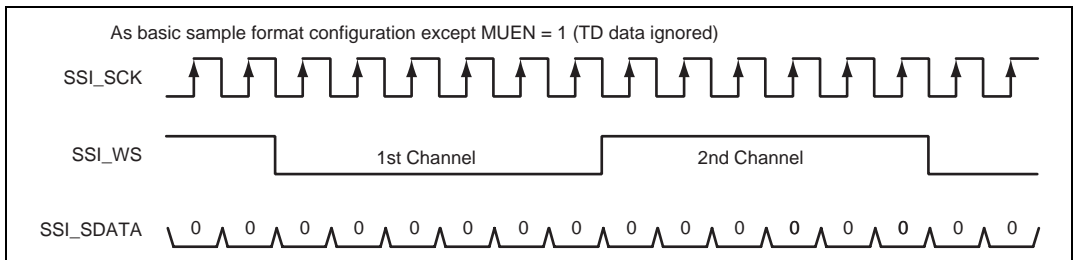 As basic sample format configuration except MUEN = 1 (TD data ignored)
SSI_SCK
SSI_WS
1st Channel
2nd Channel
SSI_SDATA
0 0 0 0 0 0 0 0 0 0 0 0 0 0 0 0